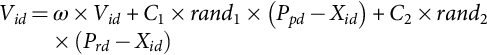 V_{id} = ω × V_{id} + C_1 × rand_1 × (P_{pd} − X_{id}) + C_2 × rand_2
× (P_{rd} − X_{id})